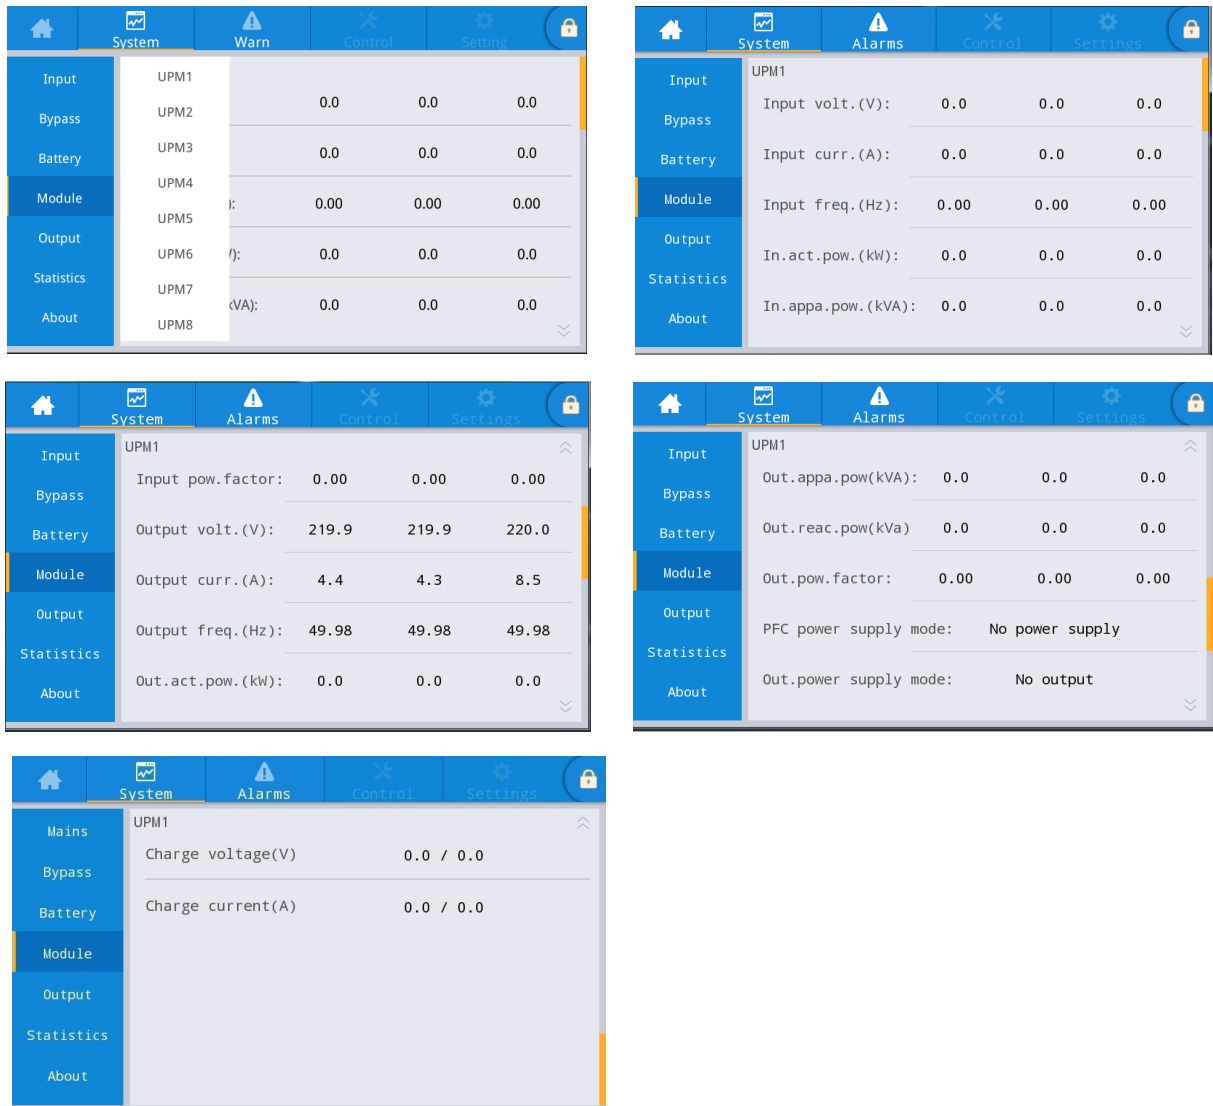 System Warn Control Setting
Input
Bypass
Battery
Module
Output
Statistics
About
UPM1
UPM2
UPM3
UPM4
UPM5
UPM6
UPM7
UPM8
0.0 0.0 0.0
0.0 0.0 0.0
): 0.00 0.00 0.00
): 0.0 0.0 0.0
kVA): 0.0 0.0 0.0
System Alarms Control Settings
Input
Bypass
Battery
Module
Output
Statistics
About
UPM1
Input volt.(V): 0.0 0.0 0.0
Input curr.(A): 0.0 0.0 0.0
Input freq.(Hz): 0.00 0.00 0.00
In.act.pow.(kW): 0.0 0.0 0.0
In.appa.pow.(kVA): 0.0 0.0 0.0
System Alarms Control Settings
Input
Bypass
Battery
Module
Output
Statistics
About
UPM1
Input pow.factor: 0.00 0.00 0.00
Output volt.(V): 219.9 219.9 220.0
Output curr.(A): 4.4 4.3 8.5
Output freq.(Hz): 49.98 49.98 49.98
Out.act.pow.(kW): 0.0 0.0 0.0
System Alarms Control Settings
Input
Bypass
Battery
Module
Output
Statistics
About
UPM1
Out.appa.pow(kVA): 0.0 0.0 0.0
Out.reac.pow(kVa) 0.0 0.0 0.0
Out.pow.factor: 0.00 0.00 0.00
PFC power supply mode: No power supply
Out.power supply mode: No output
System Alarms Control Settings
Mains
Bypass
Battery
Module
Output
Statistics
About
UPM1
Charge voltage(V) 0.0 / 0.0
Charge current(A) 0.0 / 0.0